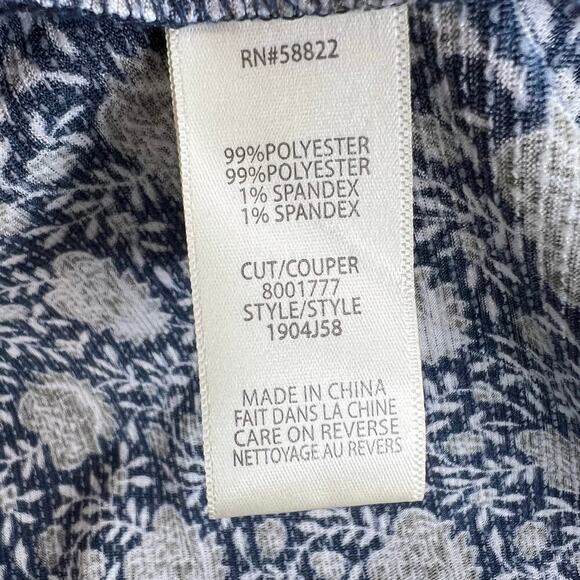 RN#58822
99%POLYESTER
99%POLYESTER
1% SPANDEX
1% SPANDEX
CUT/COUPER
8001777
STYLE/STYLE
1904J58
MADE IN CHINA
FAIT DANS LA CHINE
CARE ON REVERSE
NETTOYAGE AU REVERS